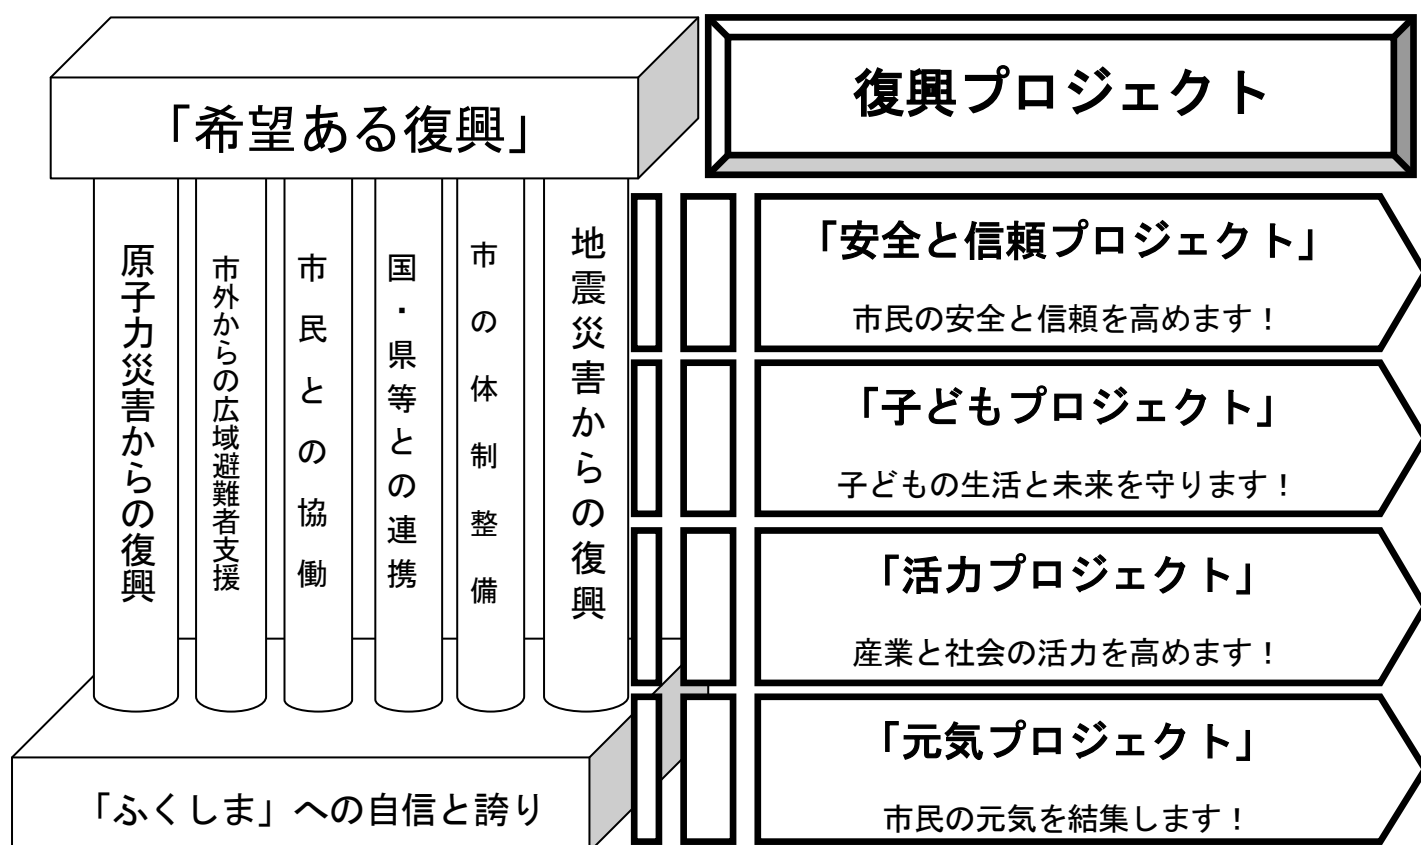 「希望ある復興」
原子力災害からの復興
市外からの広域避難者支援
市民との協働
国・県等との連携
市の体制整備
地震災害からの復興
「ふくしま」への自信と誇り
復興プロジェクト
「安全と信頼プロジェクト」
市民の安全と信頼を高めます！
「子どもプロジェクト」
子どもの生活と未来を守ります！
「活力プロジェクト」
産業と社会の活力を高めます！
「元気プロジェクト」
市民の元気を結集します！